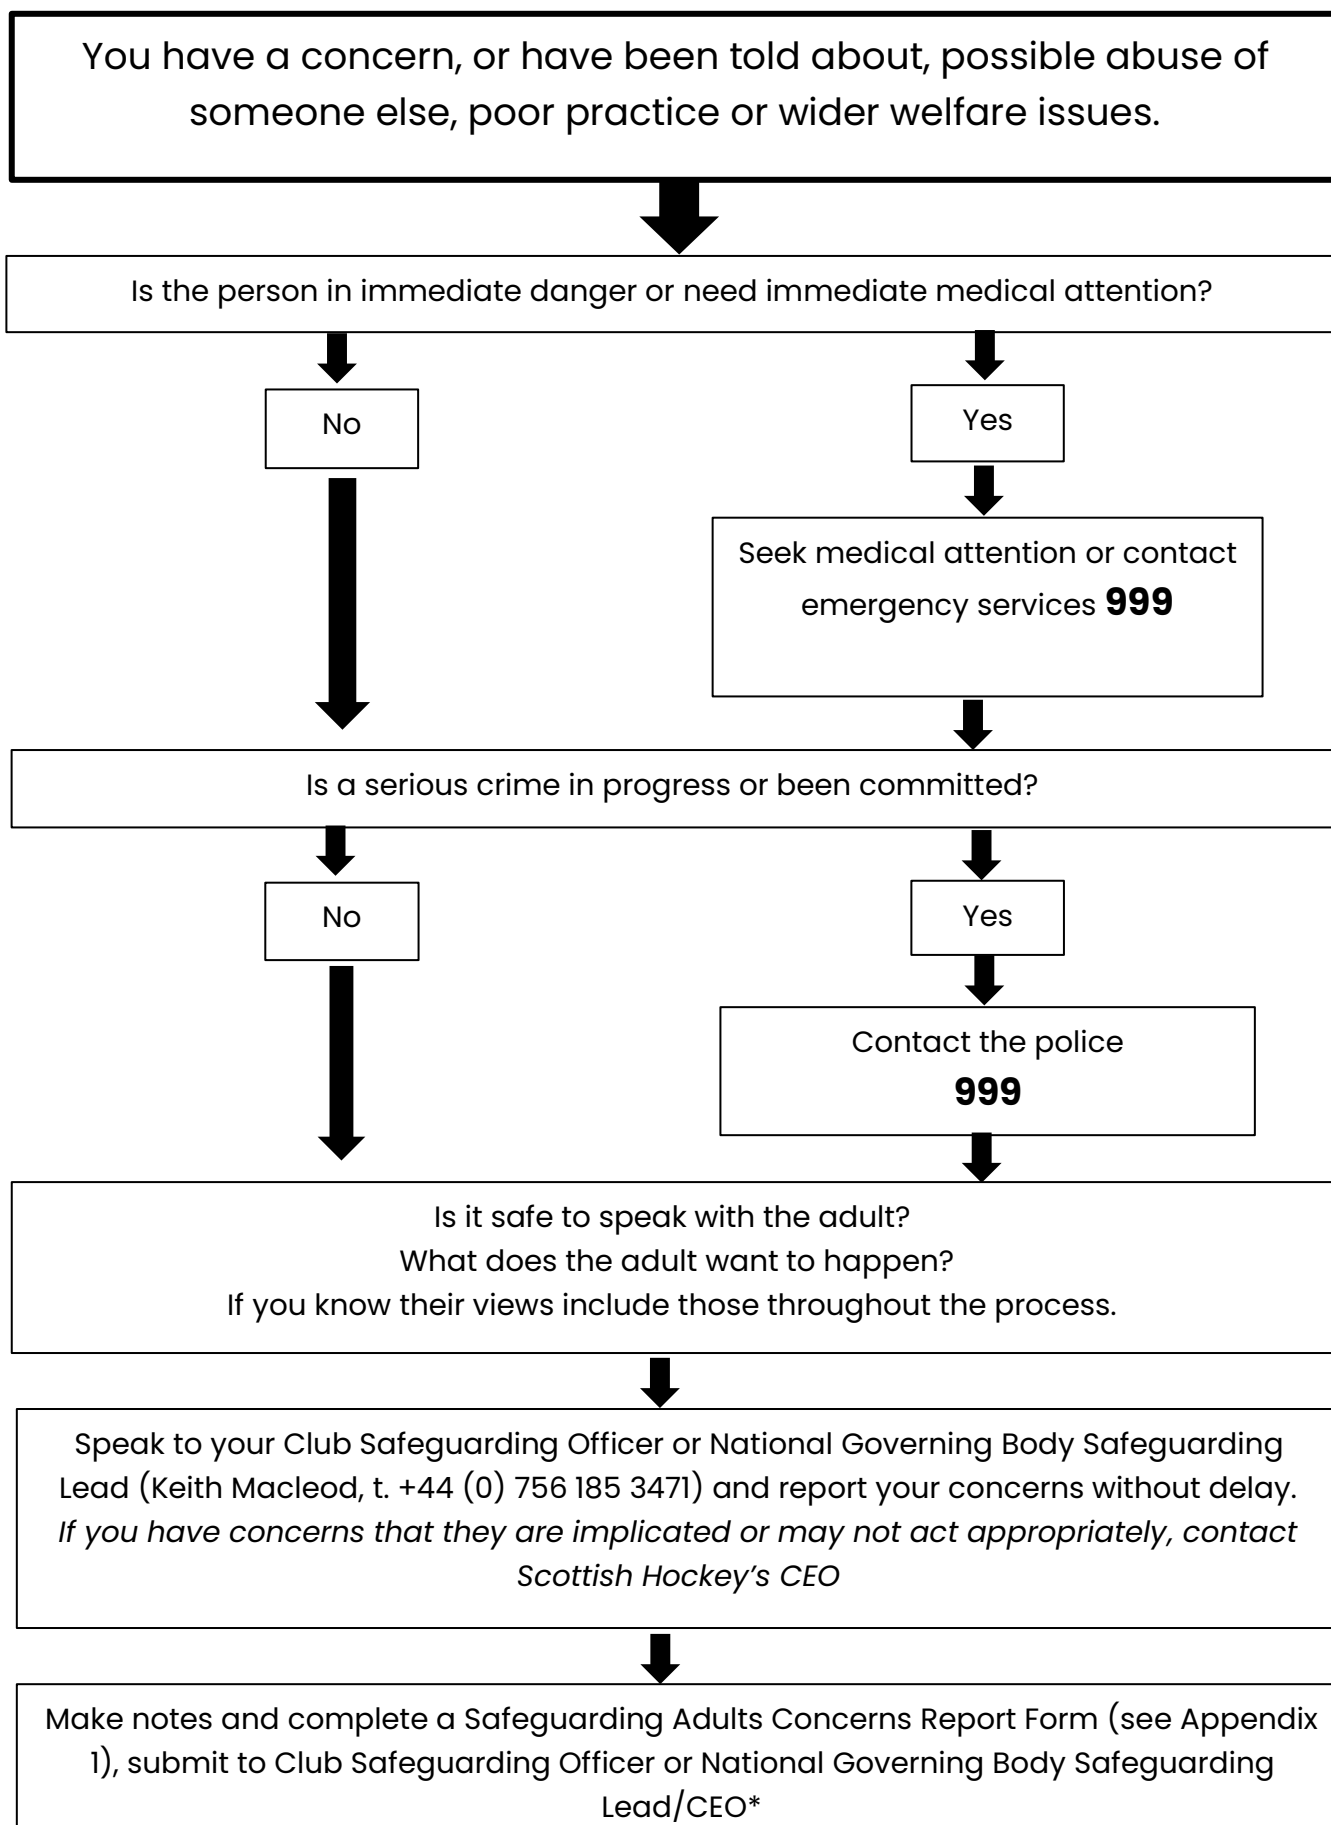 You have a concern, or have been told about, possible abuse of
someone else, poor practice or wider welfare issues.
Is the person in immediate danger or need immediate medical attention?
No
Yes
Seek medical attention or contact
emergency services 999
Is a serious crime in progress or been committed?
No
Yes
Contact the police
999
Is it safe to speak with the adult?
What does the adult want to happen?
If you know their views include those throughout the process.
Speak to your Club Safeguarding Officer or National Governing Body Safeguarding
Lead (Keith Macleod, t. +44 (0) 756 185 3471) and report your concerns without delay.
If you have concerns that they are implicated or may not act appropriately, contact
Scottish Hockey’s CEO
Make notes and complete a Safeguarding Adults Concerns Report Form (see Appendix
1), submit to Club Safeguarding Officer or National Governing Body Safeguarding
Lead/CEO*